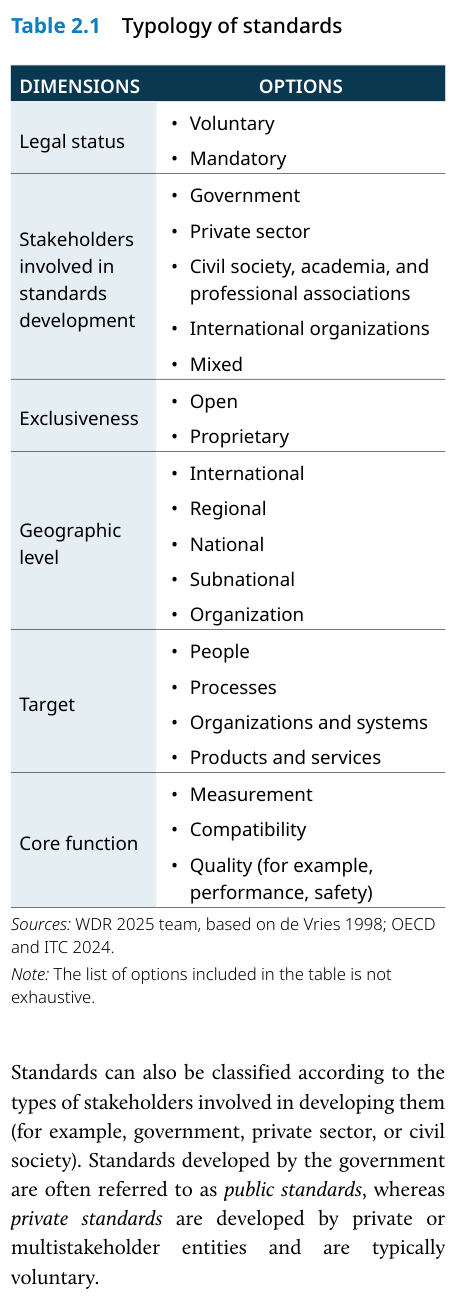 Table 2.1 Typology of standards
DIMENSIONS OPTIONS
Legal status
• Voluntary
• Mandatory
Stakeholders
involved in
standards
development
• Government
• Private sector
• Civil society, academia, and
professional associations
• International organizations
• Mixed
Exclusiveness
• Open
• Proprietary
Geographic
level
• International
• Regional
• National
• Subnational
• Organization
Target
• People
• Processes
• Organizations and systems
• Products and services
Core function
• Measurement
• Compatibility
• Quality (for example,
performance, safety)
Sources: WDR 2025 team, based on de Vries 1998; OECD
and ITC 2024.
Note: The list of options included in the table is not
exhaustive.
Standards can also be classified according to the
types of stakeholders involved in developing them
(for example, government, private sector, or civil
society). Standards developed by the government
are often referred to as public standards, whereas
private standards are developed by private or
multistakeholder entities and are typically
voluntary.